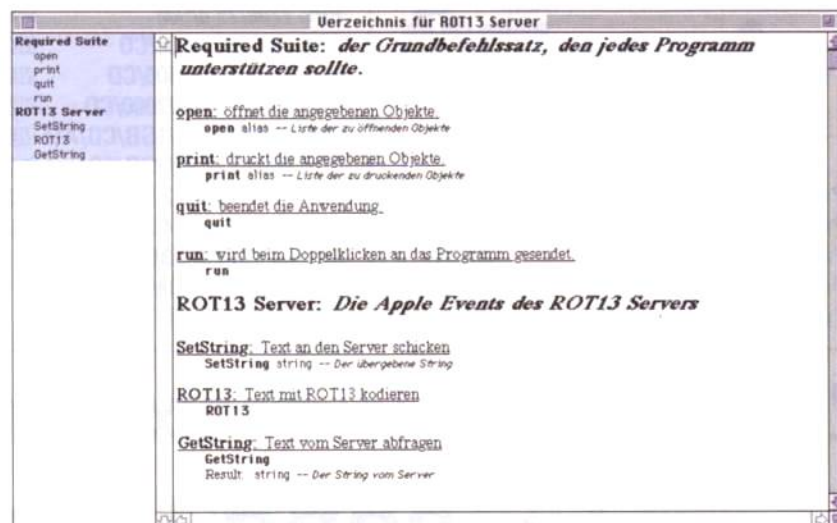 Verzeichnis für ROT13 Server
Required Suite
open
print
quit
run
ROT13 Server
SetString
ROT13
GetString
Required Suite: der Grundbefehlssatz, den jedes Programm
unterstützen sollte.
open: öffnet die angegebenen Objekte.
open alias -- Liste der zu öffnenden Objekte
print: druckt die angegebenen Objekte.
print alias -- Liste der zu druckenden Objekte
quit: beendet die Anwendung.
quit
run: wird beim Doppelklicken an das Programm gesendet.
run
ROT13 Server: Die Apple Events des ROT13 Servers
SetString: Text an den Server schicken
SetString string -- Der übergebene String
ROT13: Text mit ROT13 kodieren
ROT13
GetString: Text vom Server abfragen
GetString
Result: string -- Der String vom Server